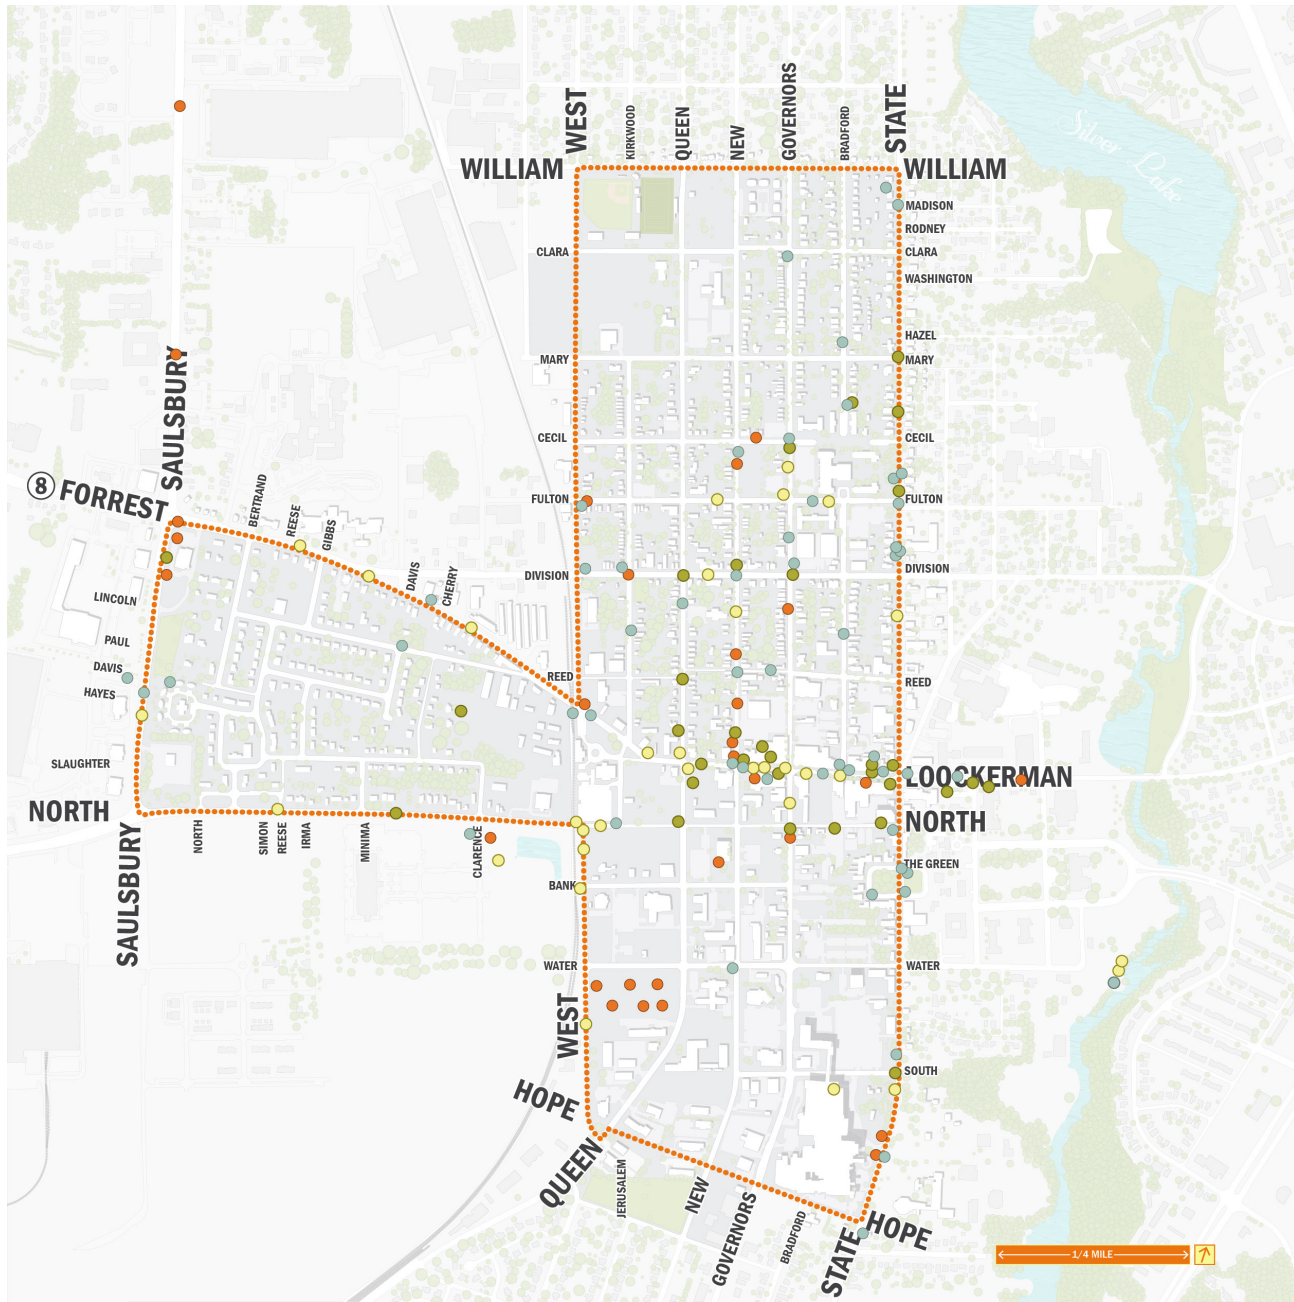 WEST
KIRKWOOD
QUEEN
NEW
GOVERNORS
BRADFORD
STATE
WILLIAM
WILLIAM
Silver Lake
MADISON
RODNEY
CLARA
CLARA
WASHINGTON
HAZEL
MARY
MARY
SAULSBURY
CECIL
CECIL
8 FORREST
BERTRAND
REESE
GIBBS
FULTON
FULTON
DAVIS
CHERRY
DIVISION
DIVISION
LINCOLN
PAUL
DAVIS
HAYES
REED
REED
SLAUGHTER
LOOCKERMAN
NORTH
NORTH
SAULSBURY
NORTH
SIMON
REESE
IRMA
MINIMA
CLARENCE
THE GREEN
BANK
WATER
WATER
WEST
SOUTH
HOPE
QUEEN
JERUSALEM
NEW
GOVERNORS
BRADFORD
STATE
HOPE
1/4 MILE